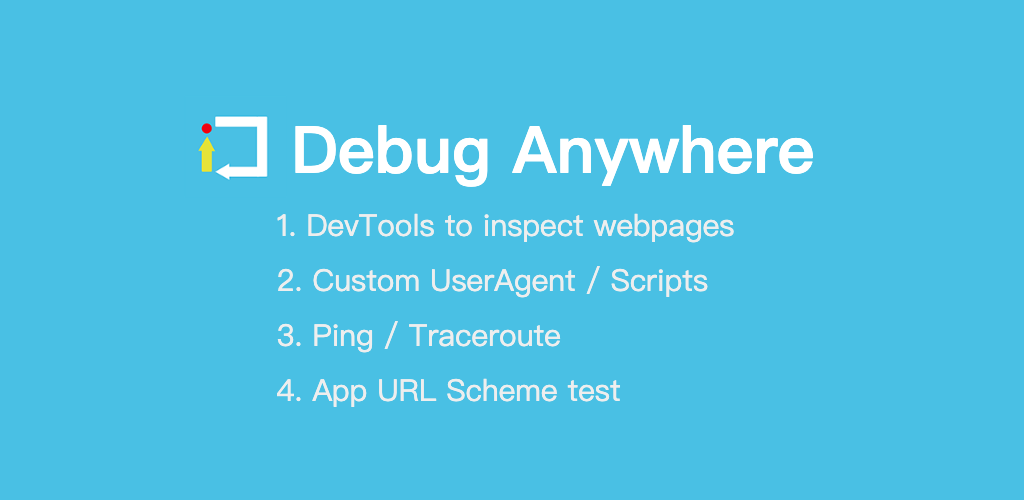 Debug Anywhere
1. DevTools to inspect webpages
2. Custom UserAgent / Scripts
3. Ping / Traceroute
4. App URL Scheme test